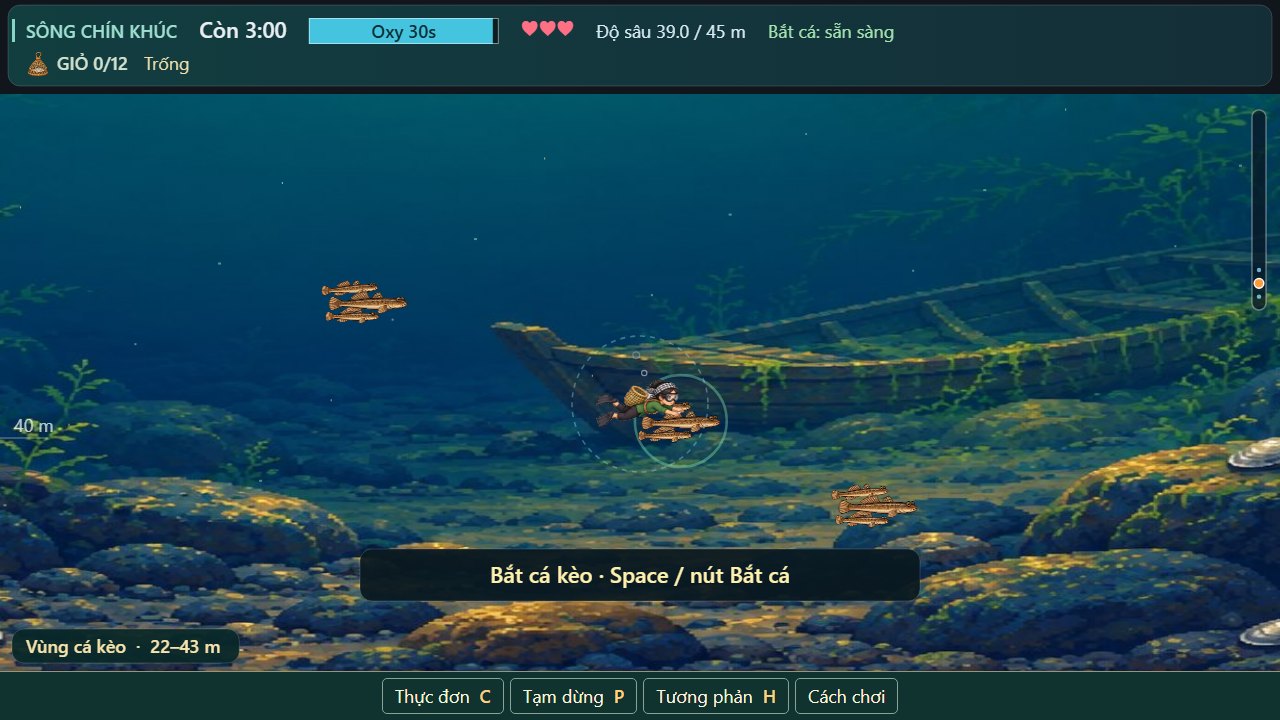 SÔNG CHÍN KHÚC Còn 3:00 Oxy 30s Độ sâu 39.0 / 45 m Bắt cá: sẵn sàng
GIỎ 0/12 Trống
40 m
Bắt cá kèo · Space / nút Bắt cá
Vùng cá kèo · 22–43 m
Thực đơn C Tạm dừng P Tương phản H Cách chơi